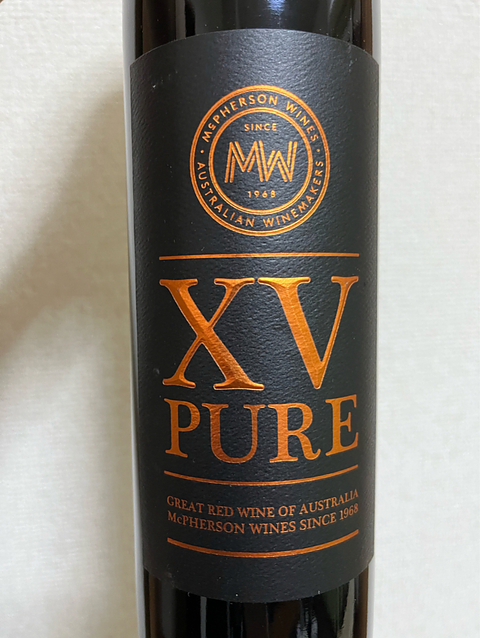 McPHERSON WINES
SINCE
MW
1968
AUSTRALIAN WINEMAKERS
XV
PURE
GREAT RED WINE OF AUSTRALIA
McPHERSON WINES SINCE 1968